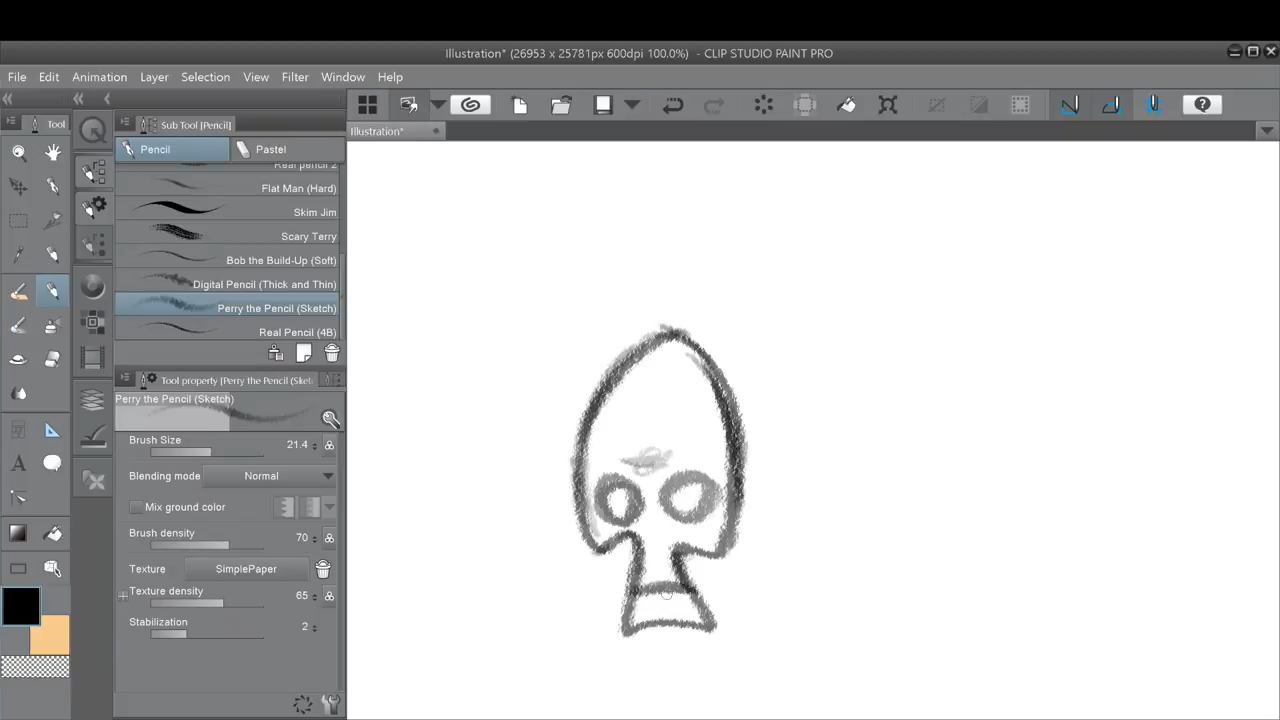 Illustration* (26953 x 25781px 600dpi 100.0%) - CLIP STUDIO PAINT PRO
File Edit Animation Layer Selection View Filter Window Help
Tool
Sub Tool [Pencil]
Illustration*
Pencil Pastel
Real pencil 2
Flat Man (Hard)
Skim Jim
Scary Terry
Bob the Build-Up (Soft)
Digital Pencil (Thick and Thin)
Perry the Pencil (Sketch)
Real Pencil (4B)
Tool property [Perry the Pencil (Sket
Perry the Pencil (Sketch)
Brush Size 21.4
Blending mode Normal
Mix ground color
Brush density 70
Texture SimplePaper
Texture density 65
Stabilization 2